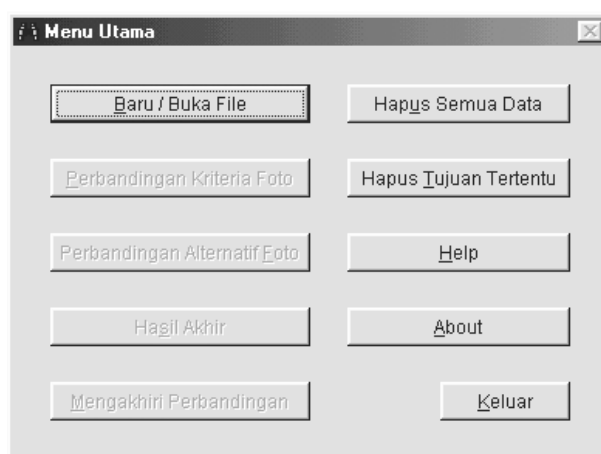 Menu Utama
Baru / Buka File
Hapus Semua Data
Perbandingan Kriteria Foto
Hapus Tujuan Tertentu
Perbandingan Alternatif Foto
Help
Hasil Akhir
About
Mengakhiri Perbandingan
Keluar